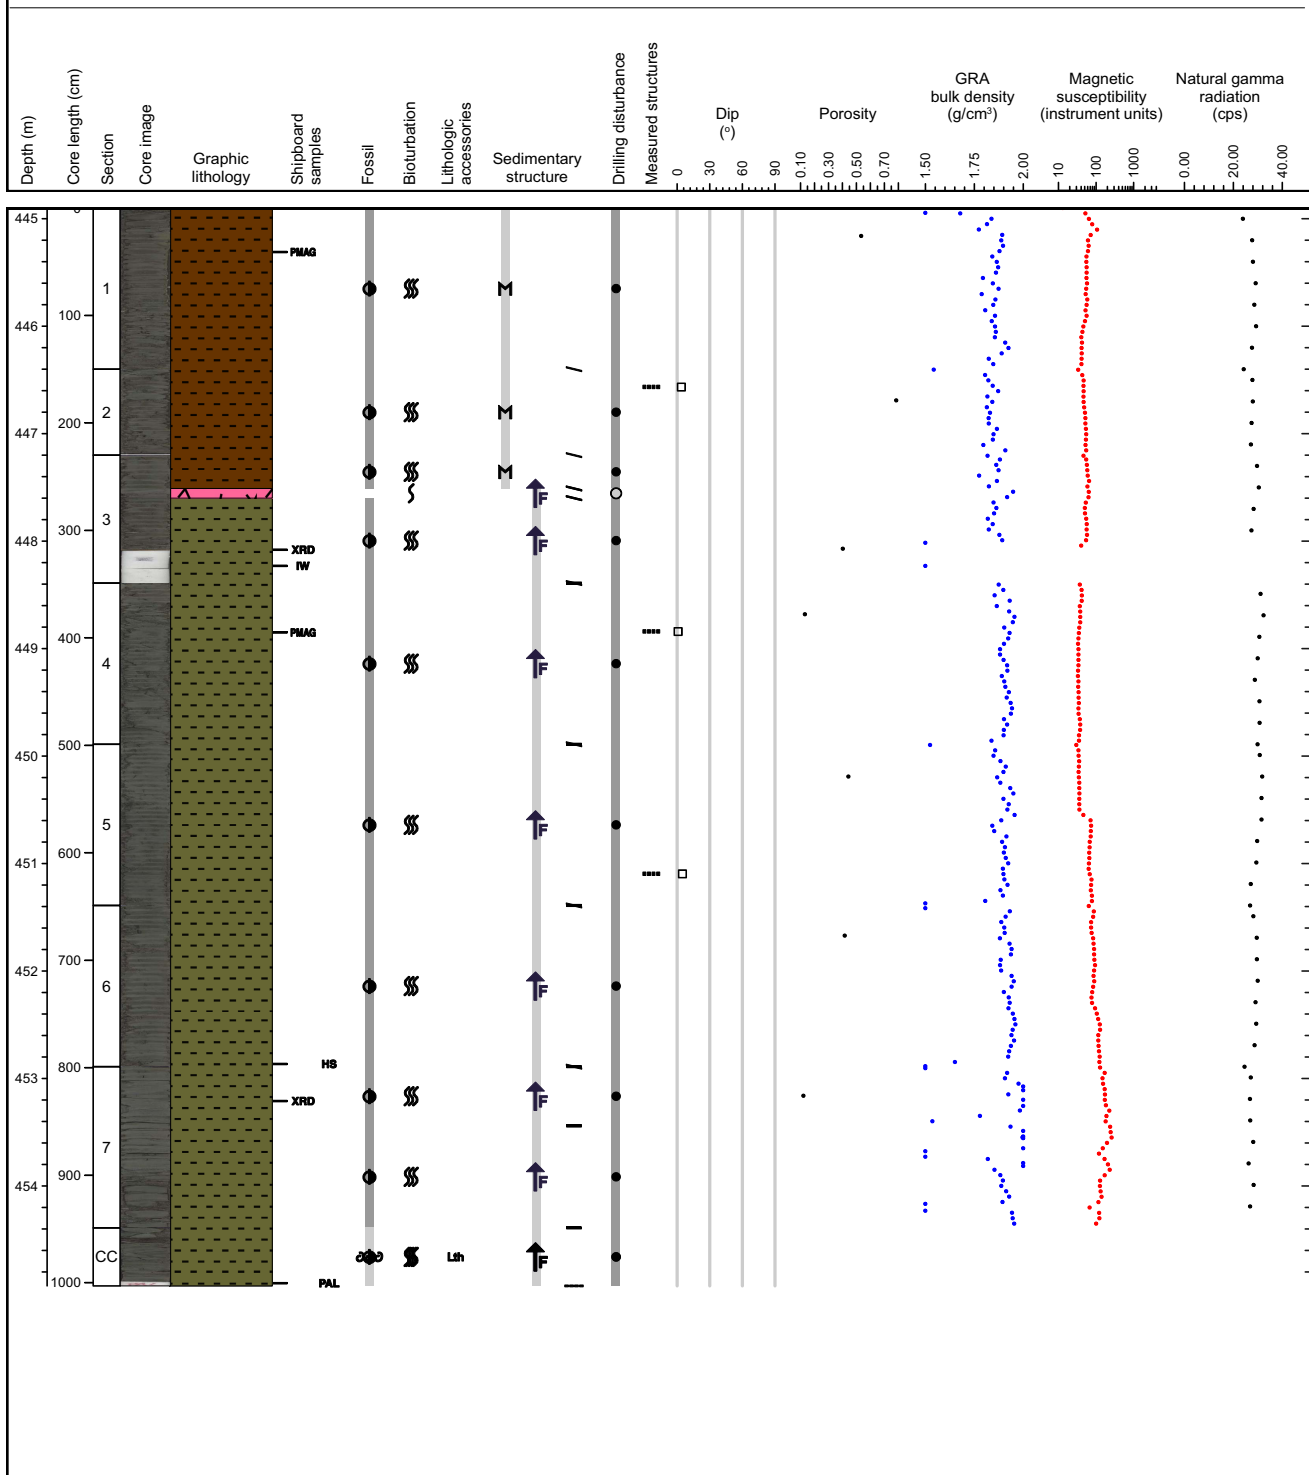 Depth (m)
Core length (cm)
Section
Core image
Graphic
lithology
Shipboard
samples
Fossil
Bioturbation
Lithologic
accessories
Sedimentary
structure
Drilling disturbance
Measured structures
Dip
(°)
0
30
60
90
Porosity
0.10
0.30
0.50
0.70
GRA
bulk density
(g/cm³)
1.50
1.75
2.00
Magnetic
susceptibility
(instrument units)
10
100
1000
Natural gamma
radiation
(cps)
0.00
20.00
40.00
445
0
PMAG
1
100
446
2
200
447
3
F
300
448
XRD
F
IW
PMAG
400
449
4
F
500
450
5
F
600
451
700
452
6
F
HS
800
453
XRD
F
7
900
454
F
CC
Lth
F
1000
PAL